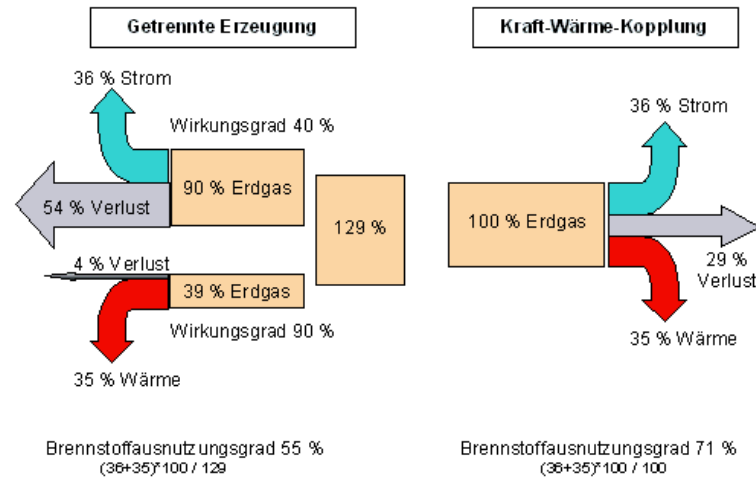 Getrennte Erzeugung
36 % Strom
Wirkungsgrad 40 %
90 % Erdgas
54 % Verlust
129 %
4 % Verlust
39 % Erdgas
Wirkungsgrad 90 %
35 % Wärme
Brennstoffausnutzungsgrad 55 %
(36+35)*100 / 129
Kraft-Wärme-Kopplung
36 % Strom
100 % Erdgas
29 %
Verlust
35 % Wärme
Brennstoffausnutzungsgrad 71 %
(36+35)*100 / 100